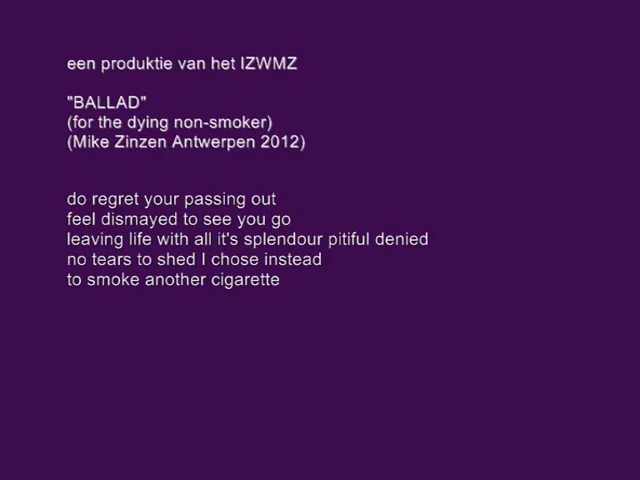 een produktie van het IZWMZ
"BALLAD"
(for the dying non-smoker)
(Mike Zinzen Antwerpen 2012)
do regret your passing out
feel dismayed to see you go
leaving life with all it's splendour pitiful denied
no tears to shed I chose instead
to smoke another cigarette